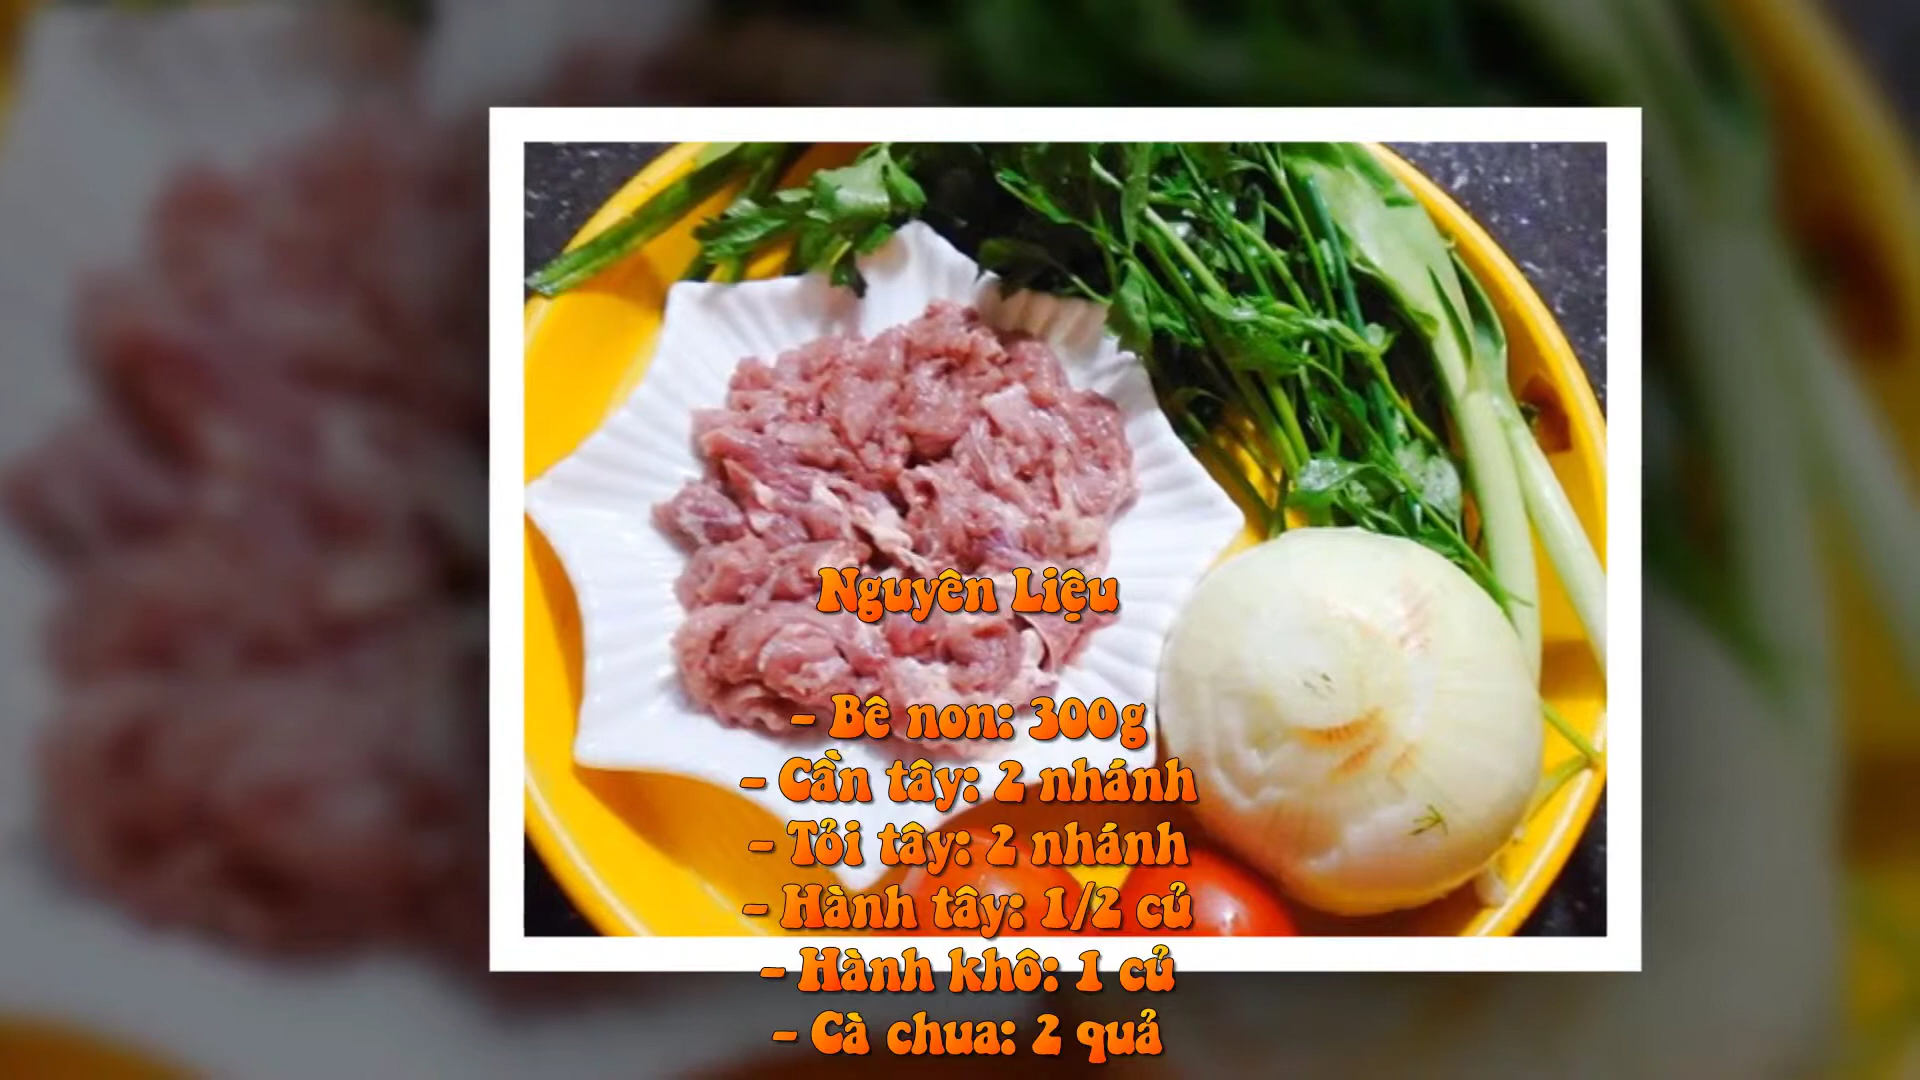 Nguyên Liệu
- Bê non: 300g
- Cần tây: 2 nhánh
- Tỏi tây: 2 nhánh
- Hành tây: 1/2 củ
- Hành khô: 1 củ
- Cà chua: 2 quả